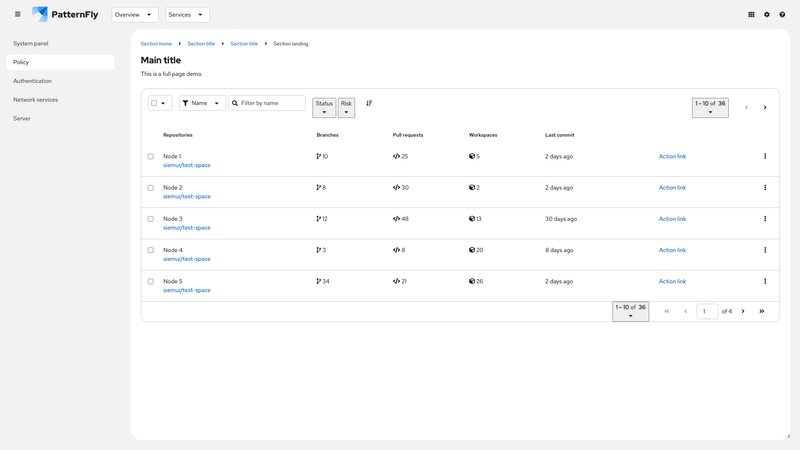 PatternFly Overview Services
System panel
Policy
Authentication
Network services
Server
Section home Section title Section title Section landing
Main title
This is a full page demo.
Name Filter by name Status Risk 1 - 10 of 36
Repositories Branches Pull requests Workspaces Last commit
Node 1 10 25 5 2 days ago Action link
siemur/test-space
Node 2 8 30 2 2 days ago Action link
siemur/test-space
Node 3 12 48 13 30 days ago Action link
siemur/test-space
Node 4 3 8 20 8 days ago Action link
siemur/test-space
Node 5 34 21 26 2 days ago Action link
siemur/test-space
1 - 10 of 36 1 of 4